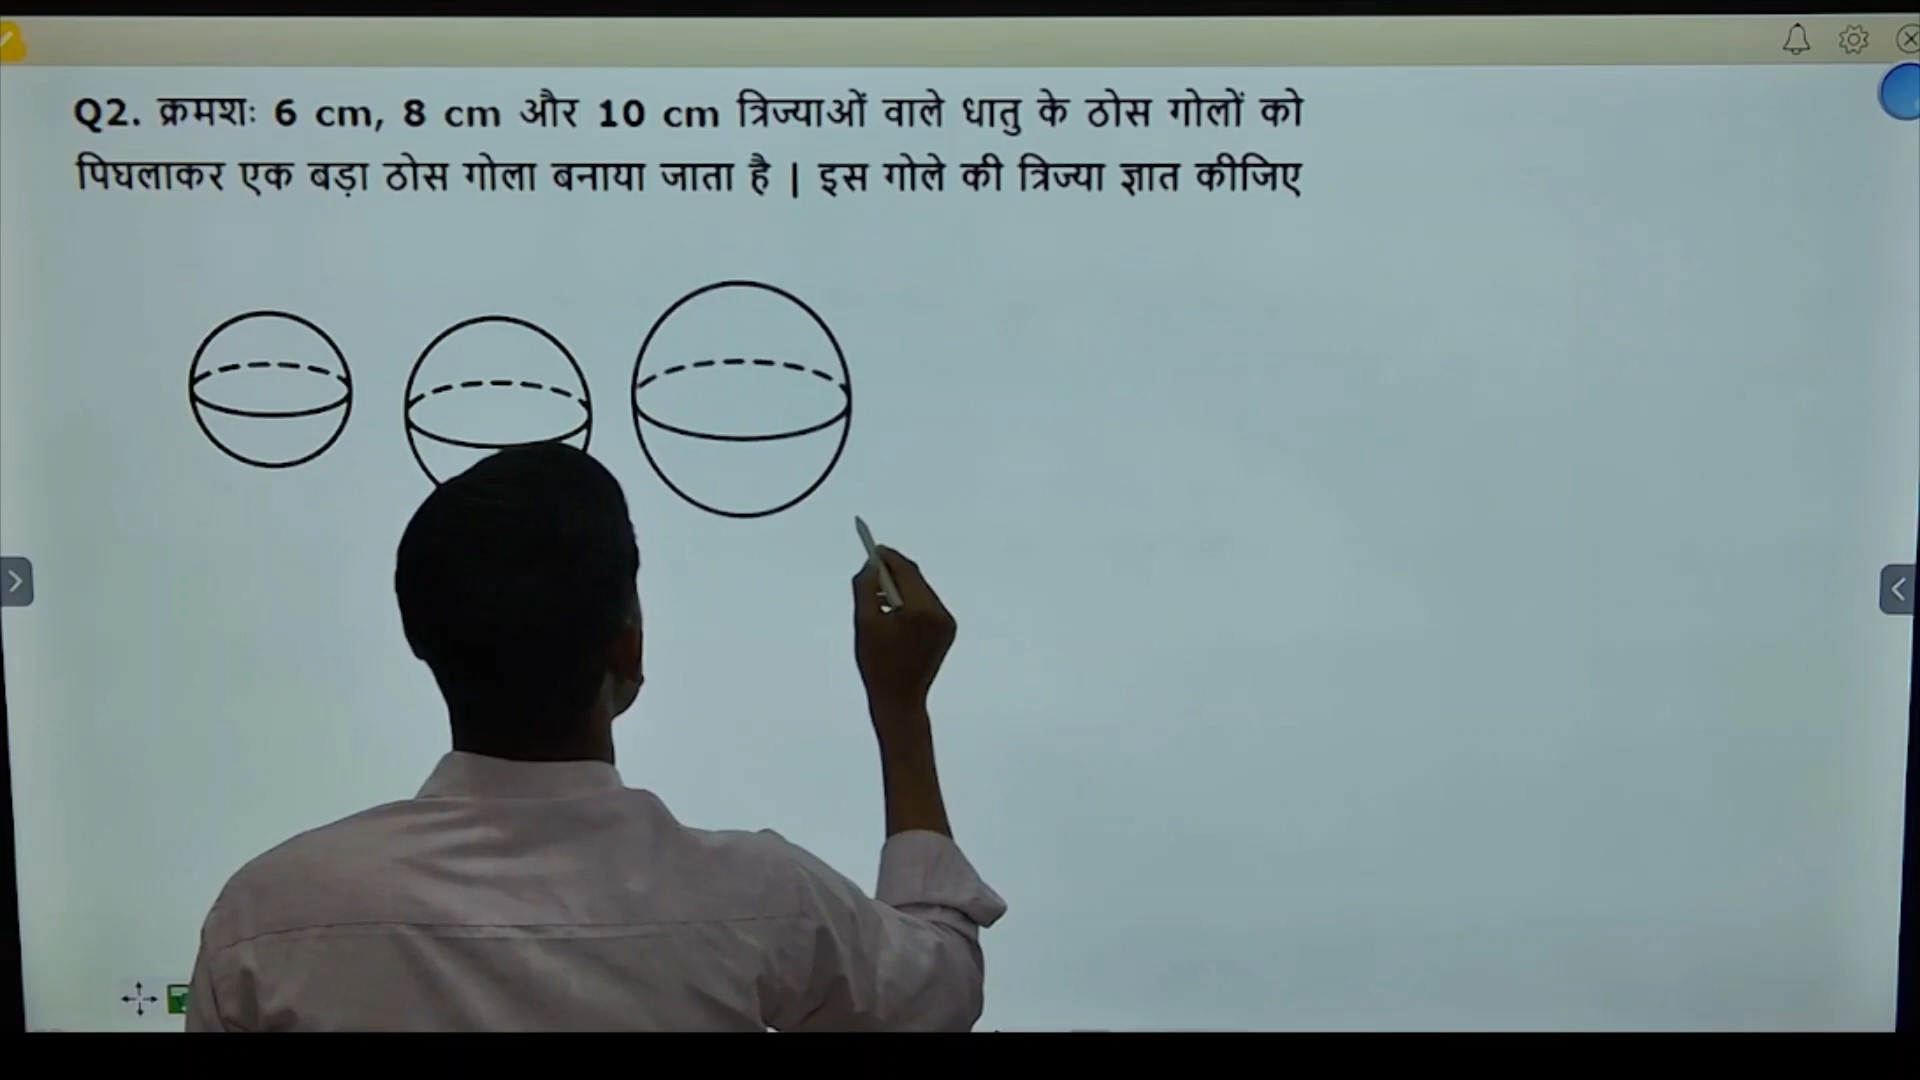 Q2. क्रमशः 6 cm, 8 cm और 10 cm त्रिज्याओं वाले धातु के ठोस गोलों को
पिघलाकर एक बड़ा ठोस गोला बनाया जाता है | इस गोले की त्रिज्या ज्ञात कीजिए